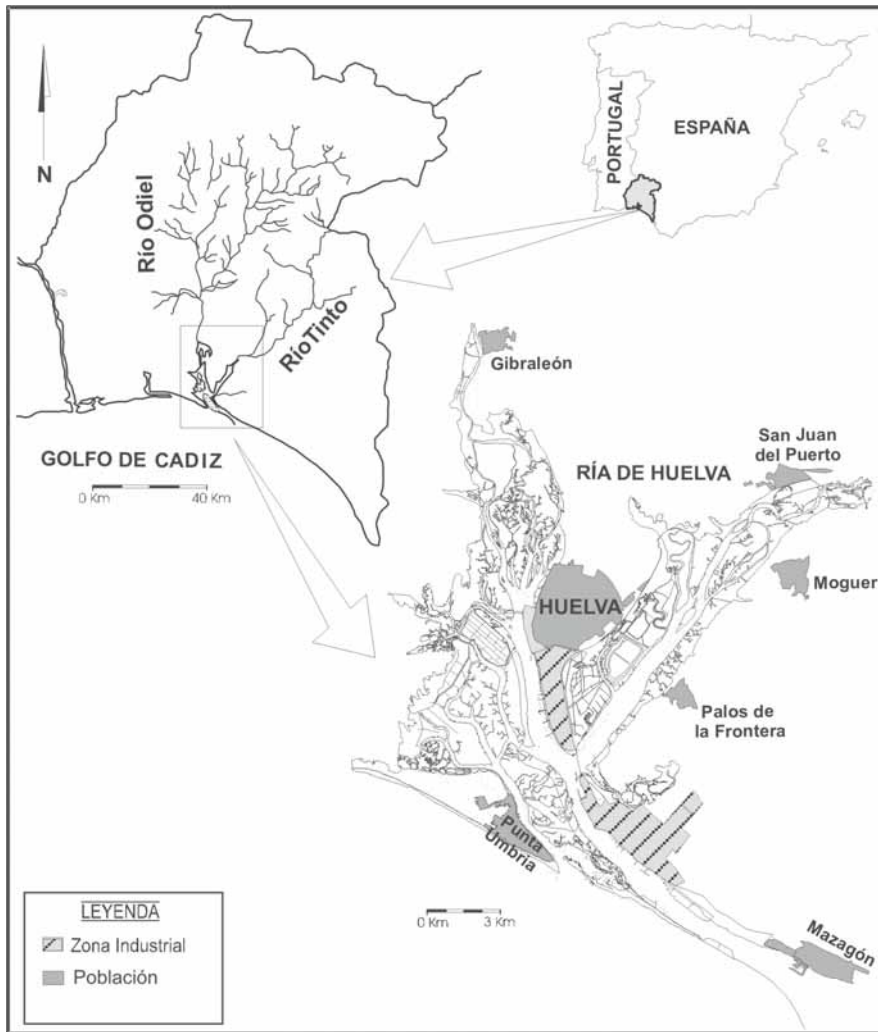 N
Río Odiel
RíoTinto
GOLFO DE CADIZ
0 Km
40 Km
PORTUGAL
ESPAÑA
Gibraleón
San Juan
del Puerto
RÍA DE HUELVA
Moguer
HUELVA
Palos de
la Frontera
Punta
Umbría
0 Km
3 Km
Mazagón
LEYENDA
Zona Industrial
Población